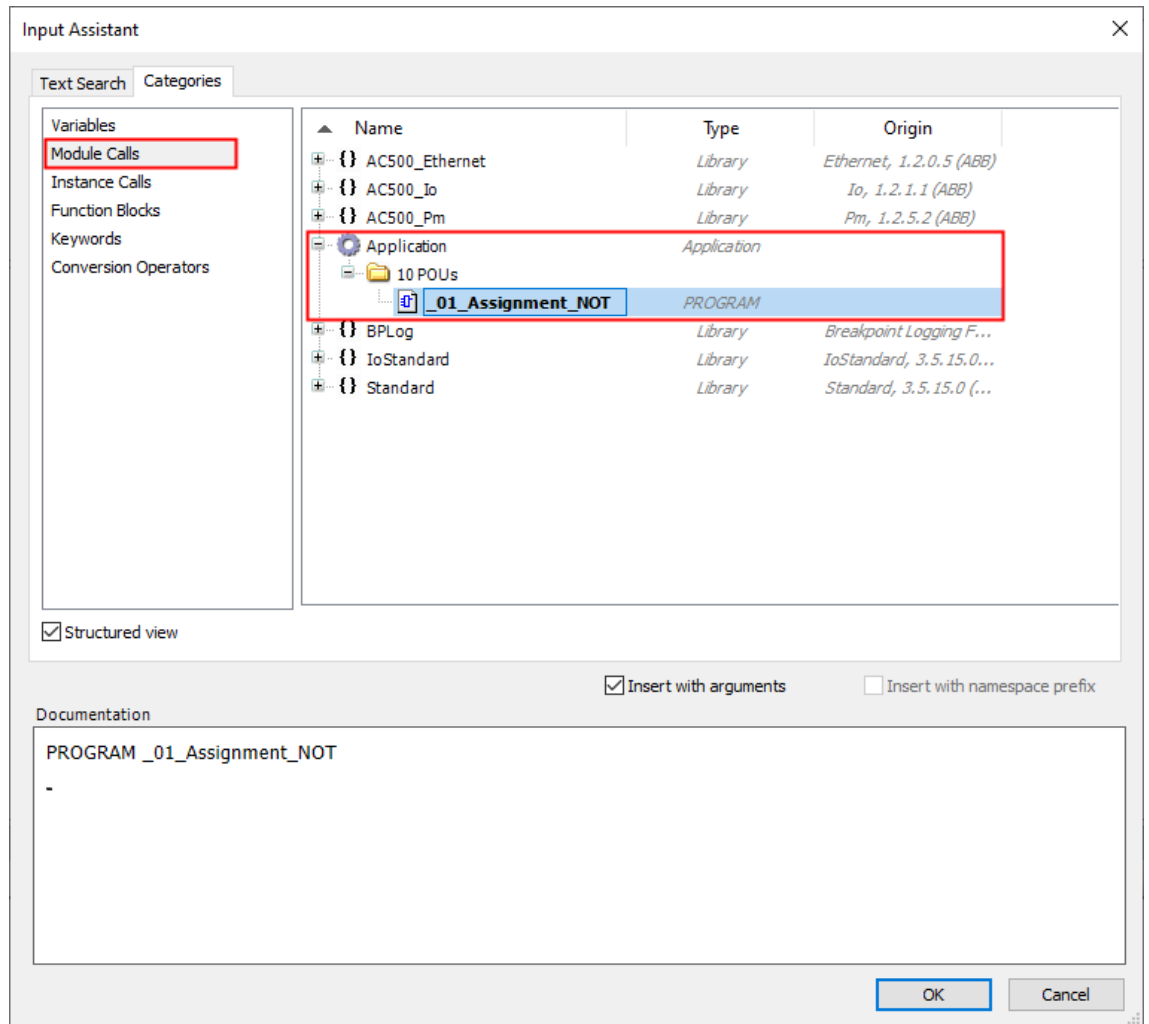 Input Assistant
Text Search Categories
Variables
Module Calls
Instance Calls
Function Blocks
Keywords
Conversion Operators
Name Type Origin
{} AC500_Ethernet Library Ethernet, 1.2.0.5 (ABB)
{} AC500_Io Library Io, 1.2.1.1 (ABB)
{} AC500_Pm Library Pm, 1.2.5.2 (ABB)
Application Application
10 POUs
_01_Assignment_NOT PROGRAM
{} BPLog Library Breakpoint Logging F...
{} IoStandard Library IoStandard, 3.5.15.0...
{} Standard Library Standard, 3.5.15.0 (...
Structured view
Insert with arguments Insert with namespace prefix
Documentation
PROGRAM _01_Assignment_NOT
-
OK Cancel